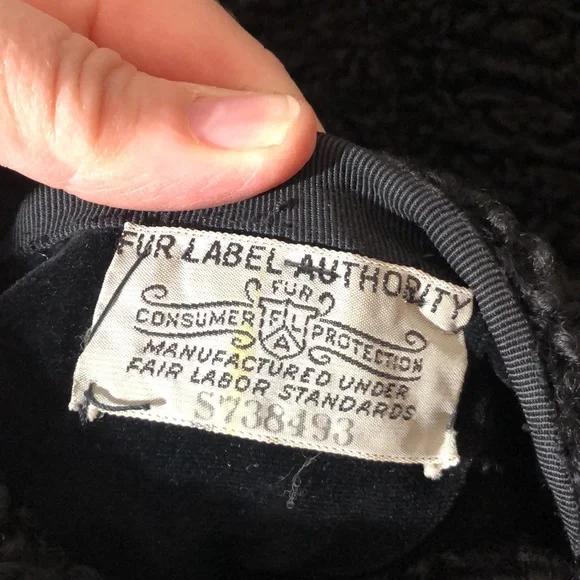 FUR LABEL AUTHORITY
FUR
CONSUMER PROTECTION
FLA
MANUFACTURED UNDER
FAIR LABOR STANDARDS
S738493